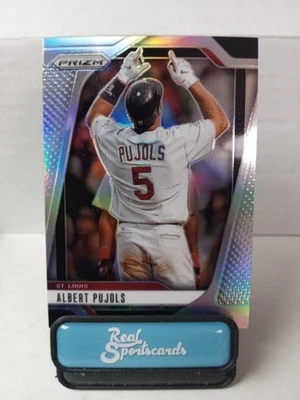 PRIZM
PUJOLS
5
ST. LOUIS
ALBERT PUJOLS
Real
Sportscards